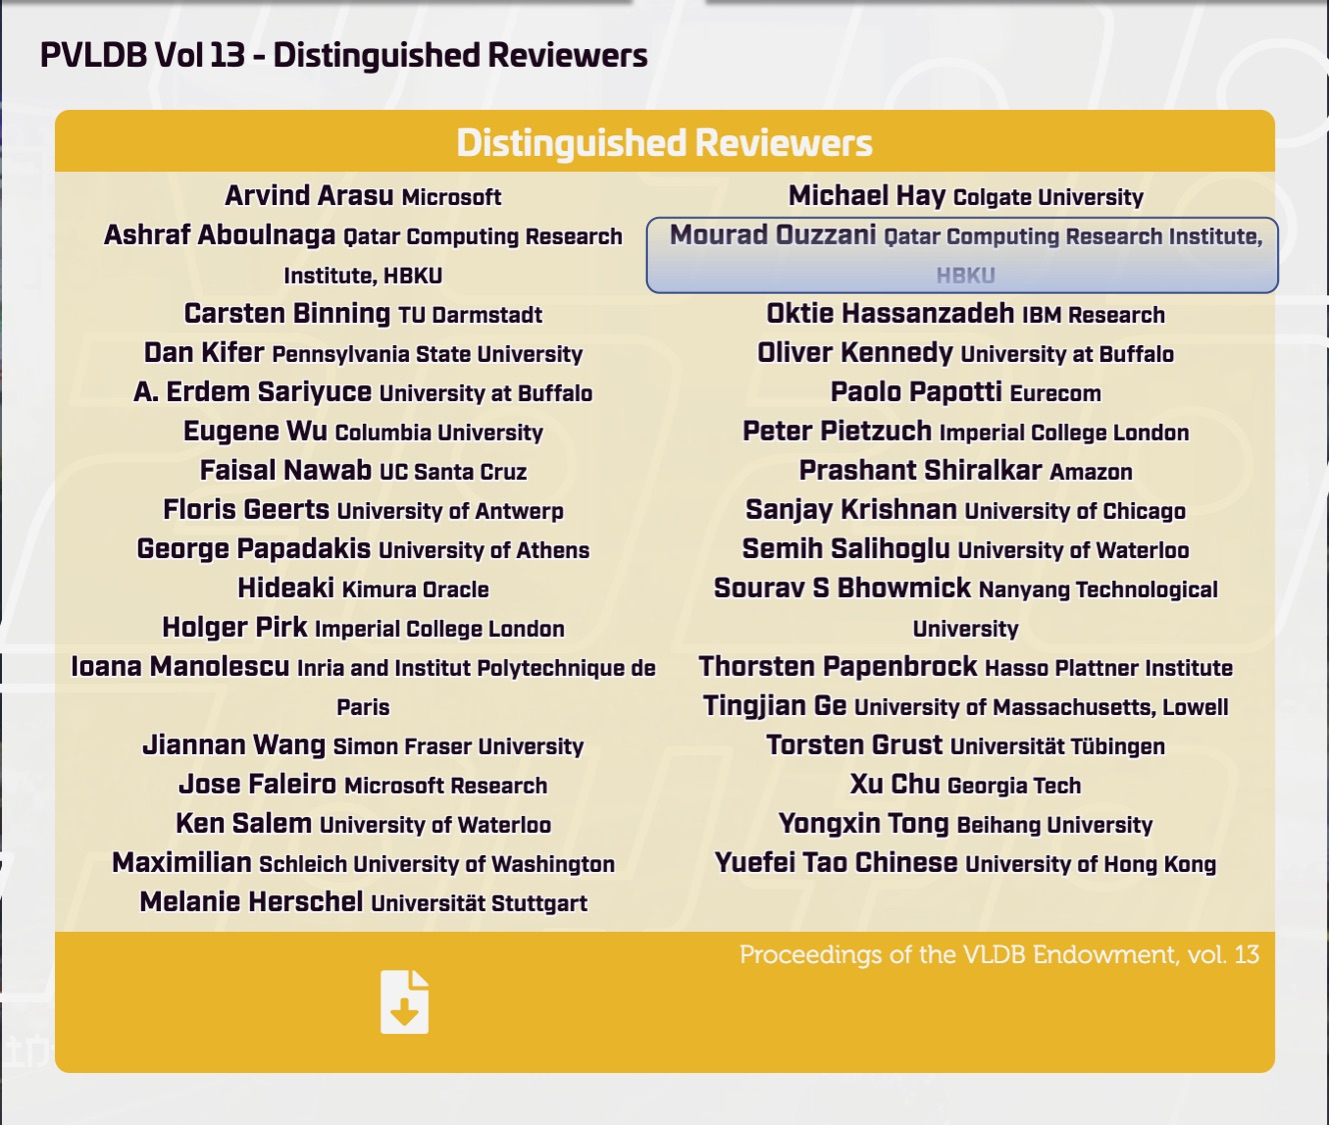 PVLDB Vol 13 - Distinguished Reviewers
Distinguished Reviewers
Arvind Arasu Microsoft
Ashraf Aboulnaga Qatar Computing Research
Institute, HBKU
Carsten Binning TU Darmstadt
Dan Kifer Pennsylvania State University
A. Erdem Sariyuce University at Buffalo
Eugene Wu Columbia University
Faisal Nawab UC Santa Cruz
Floris Geerts University of Antwerp
George Papadakis University of Athens
Hideaki Kimura Oracle
Holger Pirk Imperial College London
Ioana Manolescu Inria and Institut Polytechnique de
Paris
Jiannan Wang Simon Fraser University
Jose Faleiro Microsoft Research
Ken Salem University of Waterloo
Maximilian Schleich University of Washington
Melanie Herschel Universität Stuttgart
Michael Hay Colgate University
Mourad Ouzzani Qatar Computing Research Institute,
HBKU
Oktie Hassanzadeh IBM Research
Oliver Kennedy University at Buffalo
Paolo Papotti Eurecom
Peter Pietzuch Imperial College London
Prashant Shiralkar Amazon
Sanjay Krishnan University of Chicago
Semih Salihoglu University of Waterloo
Sourav S Bhowmick Nanyang Technological
University
Thorsten Papenbrock Hasso Plattner Institute
Tingjian Ge University of Massachusetts, Lowell
Torsten Grust Universität Tübingen
Xu Chu Georgia Tech
Yongxin Tong Beihang University
Yuefei Tao Chinese University of Hong Kong
Proceedings of the VLDB Endowment, vol. 13